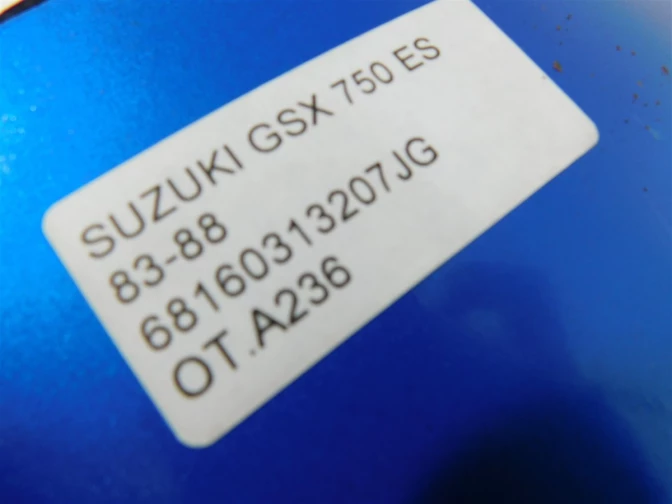 SUZUKI GSX 750 ES
83-88
68160313207JG
OT.A236